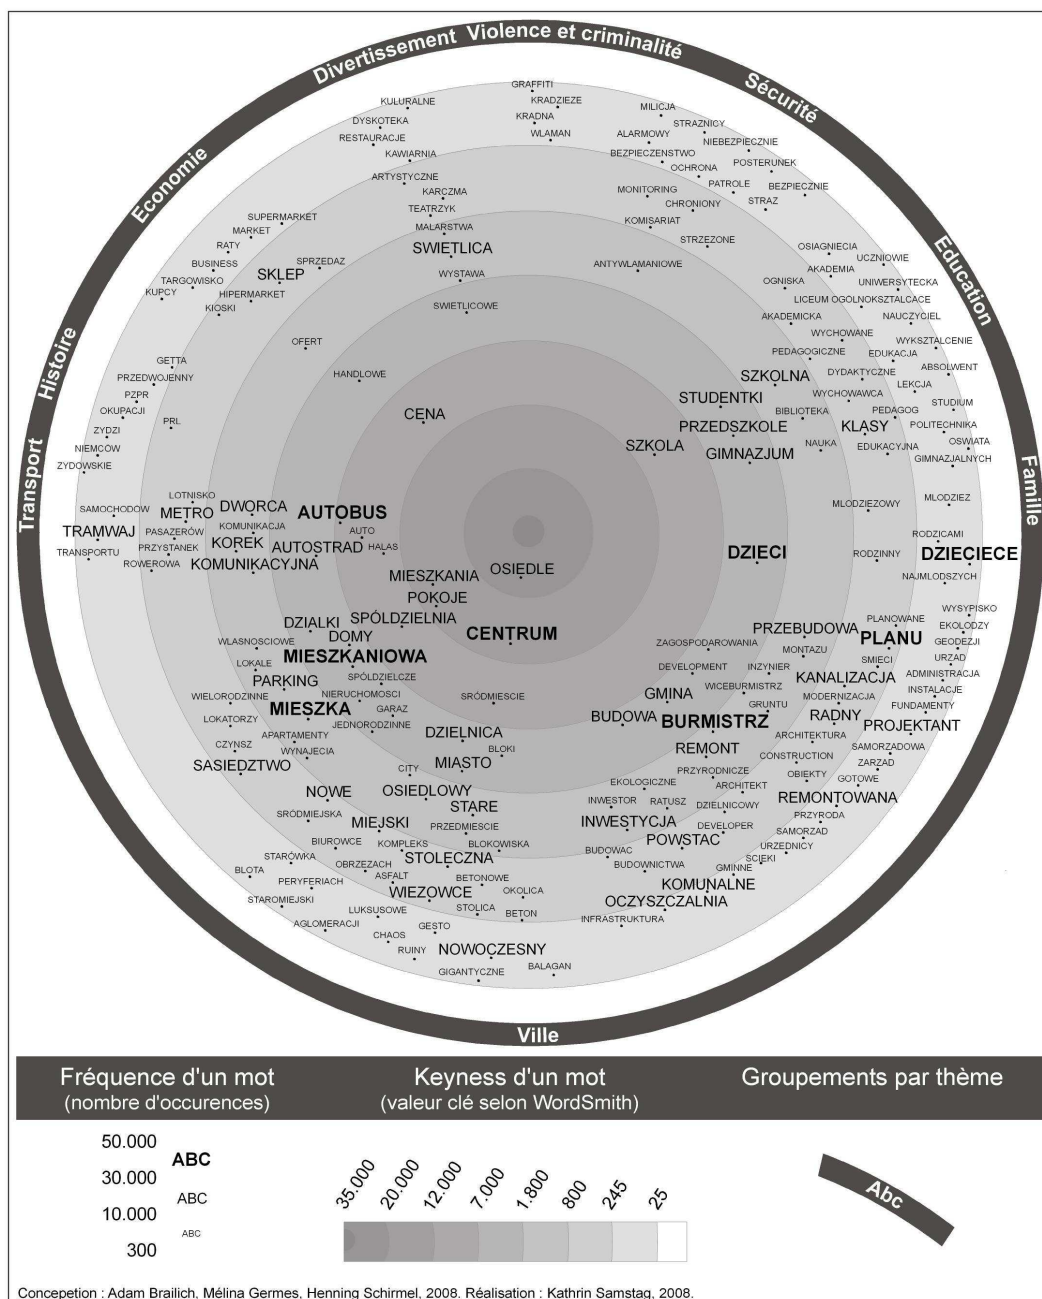 Violence et criminalité
Divertissement
Sécurité
Economie
Education
Histoire
Famille
Transport
Ville
GRAFFITI
KULURALNE
KRADZIEZE
MILICJA
DYSKOTEKA
KRADNA
STRAZNICY
RESTAURACJE
WLAMAN
ALARMOWY
NIEBEZPIECZNIE
KAWIARNIA
BEZPIECZENSTWO
POSTERUNEK
OCHRONA
ARTYSTYCZNE
PATROLE
BEZPIECZNIE
KARCZMA
MONITORING
STRAZ
TEATRZYK
CHRONIONY
SUPERMARKET
MALARSTWA
KOMISARIAT
MARKET
SWIETLICA
STRZEZONE
OSIAGNIECIA
RATY
UCZNIOWIE
BUSINESS
SPRZEDAZ
ANTYWLAMANIOWE
AKADEMIA
SKLEP
WYSTAWA
TARGOWISKO
OGNISKA
UNIWERSYTECKA
KUPCY
HIPERMARKET
LICEUM OGOLNOKSZTALCACE
KIOSKI
SWIETLICOWE
AKADEMICKA
NAUCZYCIEL
OFERT
WYCHOWANE
WYKSZTALCENIE
PEDAGOGICZNE
EDUKACJA
GETTA
HANDLOWE
SZKOLNA
DYDAKTYCZNE
ABSOLWENT
PRZEDWOJENNY
LEKCJA
PZPR
STUDENTKI
WYCHOWAWCA
STUDIUM
OKUPACJI
CENA
BIBLIOTEKA
PEDAGOG
PRL
PRZEDSZKOLE
KLASY
POLITECHNIKA
ZYDZI
SZKOLA
NAUKA
EDUKACYJNA
OSWIATA
NIEMCÓW
GIMNAZJUM
GIMNAZJALNYCH
ZYDOWSKIE
LOTNISKO
MLODZIEZOWY
MLODZIEZ
SAMOCHODÓW
METRO
DWORCA
AUTOBUS
TRAMWAJ
PASAZERÓW
KOMUNIKACJA
AUTO
RODZICAMI
TRANSPORTU
PRZYSTANEK
KOREK
AUTOSTRAD
HALAS
DZIECI
RODZINNY
DZIECIECE
ROWEROWA
KOMUNIKACYJNA
OSIEDLE
MIESZKANIA
NAJMLODSZYCH
POKOJE
WYSYPISKO
DZIALKI
SPÓLDZIELNIA
PLANOWANE
EKOLODZY
DOMY
CENTRUM
PRZEBUDOWA
PLANU
GEODEZJI
WLASNOSCIOWE
ZAGOSPODAROWANIA
MONTAZU
MIESZKANIOWA
URZAD
LOKALE
DEVELOPMENT
INZYNIER
SMIECI
PARKING
SPÓLDZIELCZE
KANALIZACJA
ADMINISTRACJA
WIELORODZINNE
NIERUCHOMOSCI
SRÓDMIESCIE
GMINA
WICEBURMISTRZ
MODERNIZACJA
INSTALACJE
MIESZKA
GARAZ
GRUNTU
FUNDAMENTY
LOKATORZY
JEDNORODZINNE
BUDOWA
BURMISTRZ
RADNY
PROJEKTANT
APARTAMENTY
DZIELNICA
ARCHITEKTURA
CZYNSZ
WYNAJECIA
BLOKI
REMONT
CONSTRUCTION
SAMORZADOWA
SASIEDZTWO
MIASTO
ZARZAD
CITY
PRZYRODNICZE
OBIEKTY
GOTOWE
NOWE
OSIEDLOWY
EKOLOGICZNE
ARCHITEKT
REMONTOWANA
STARE
INWESTOR
RATUSZ
DZIELNICOWY
SRÓDMIEJSKA
MIEJSKI
PRZEDMIESCIE
INWESTYCJA
DEVELOPER
PRZYRODA
BIUROWCE
KOMPLEKS
BLOKOWISKA
POWSTAC
SAMORZAD
STARÓWKA
OBRZEZACH
STOLECZNA
BUDOWAC
SCIEKI
URZEDNICY
BLOTA
ASFALT
BETONOWE
BUDOWNICTWA
GMINNE
PERYFERIACH
WIEZOWCE
OKOLICA
KOMUNALNE
STAROMIEJSKI
LUKSUSOWE
STOLICA
BETON
OCZYSZCZALNIA
AGLOMERACJI
GESTO
INFRASTRUKTURA
CHAOS
RUINY
NOWOCZESNY
GIGANTYCZNE
BALAGAN
Fréquence d'un mot
(nombre d'occurences)
Keyness d'un mot
(valeur clé selon WordSmith)
Groupements par thème
50.000
ABC
30.000
ABC
10.000
ABC
300
35.000
20.000
12.000
7.000
1.800
800
245
25
Abc
Concepetion : Adam Brailich, Mélina Germes, Henning Schirmel, 2008. Réalisation : Kathrin Samstag, 2008.